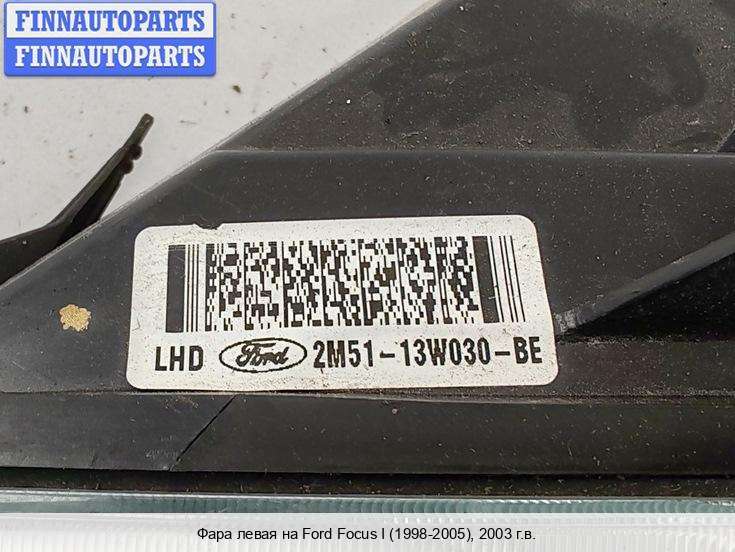 FINNAUTOPARTS
FINNAUTOPARTS
LHD Ford 2M51-13W030-BE
Фара левая на Ford Focus I (1998-2005), 2003 г.в.